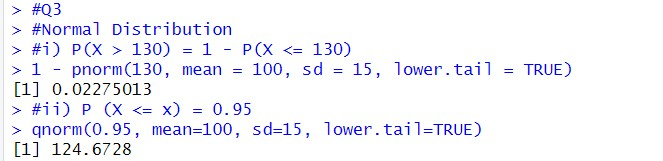 > #Q3
> #Normal Distribution
> #i) P(X > 130) = 1 - P(X <= 130)
> 1 - pnorm(130, mean = 100, sd = 15, lower.tail = TRUE)
[1] 0.02275013
> #ii) P (X <= x) = 0.95
> qnorm(0.95, mean=100, sd=15, lower.tail=TRUE)
[1] 124.6728